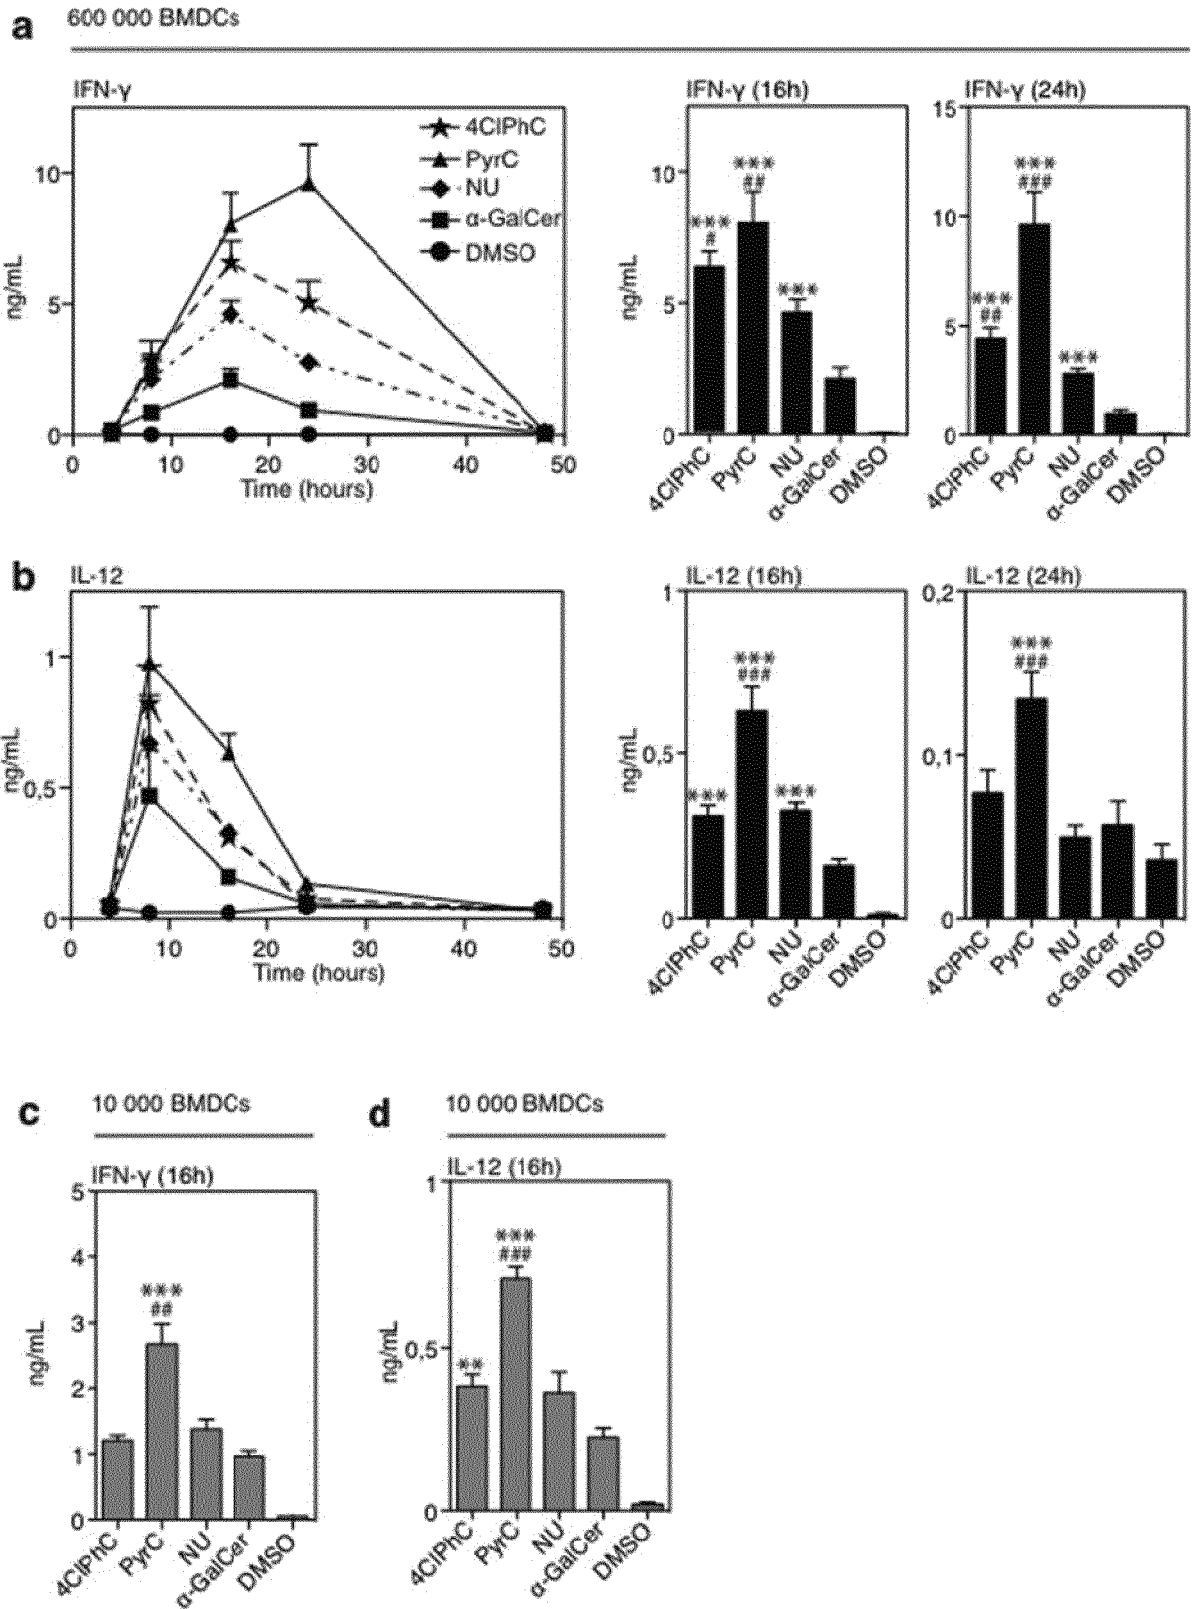 a 600 000 BMDCs
IFN-γ
10
5
0
ng/mL
0 10 20 30 40 50
Time (hours)
4ClPhC
PyrC
NU
α-GalCer
DMSO
IFN-γ (16h)
10
5
0
ng/mL
***
#
***
##
***
4ClPhC PyrC NU α-GalCer DMSO
IFN-γ (24h)
15
10
5
0
***
##
***
###
***
4ClPhC PyrC NU α-GalCer DMSO
b
IL-12
1
0,5
0
ng/mL
0 10 20 30 40 50
Time (hours)
IL-12 (16h)
1
0,5
0
ng/mL
***
***
###
***
4ClPhC PyrC NU α-GalCer DMSO
IL-12 (24h)
0,2
0,1
0
***
###
4ClPhC PyrC NU α-GalCer DMSO
c 10 000 BMDCs
IFN-γ (16h)
5
4
3
2
1
0
ng/mL
***
##
4ClPhC PyrC NU α-GalCer DMSO
d 10 000 BMDCs
IL-12 (16h)
1
0,5
0
ng/mL
**
***
###
4ClPhC PyrC NU α-GalCer DMSO